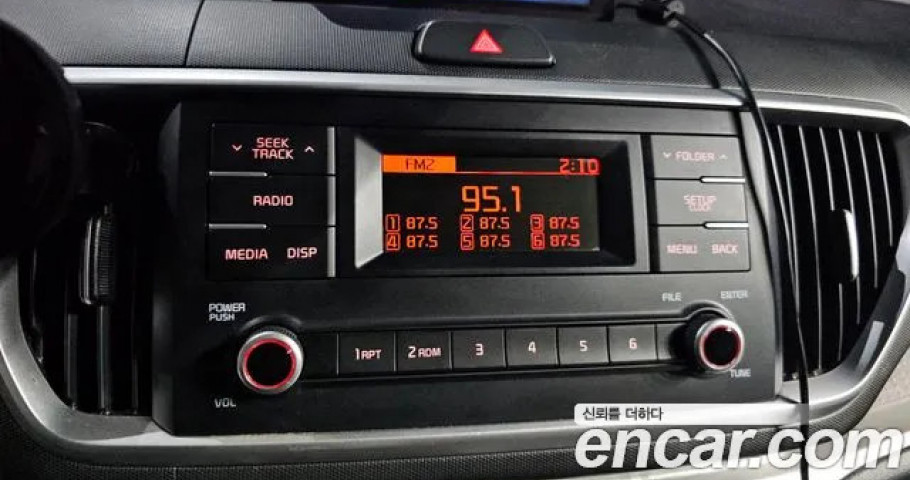 SEEK
TRACK
RADIO
MEDIA DISP
FM2 2:10
95.1
1 87.5 2 87.5 3 87.5
4 87.5 5 87.5 6 87.5
FOLDER
SETUP
CLOCK
MENU BACK
POWER
PUSH
VOL
1 RPT 2 RDM 3 4 5 6
FILE ENTER
TUNE
신뢰를 더하다
encar.com